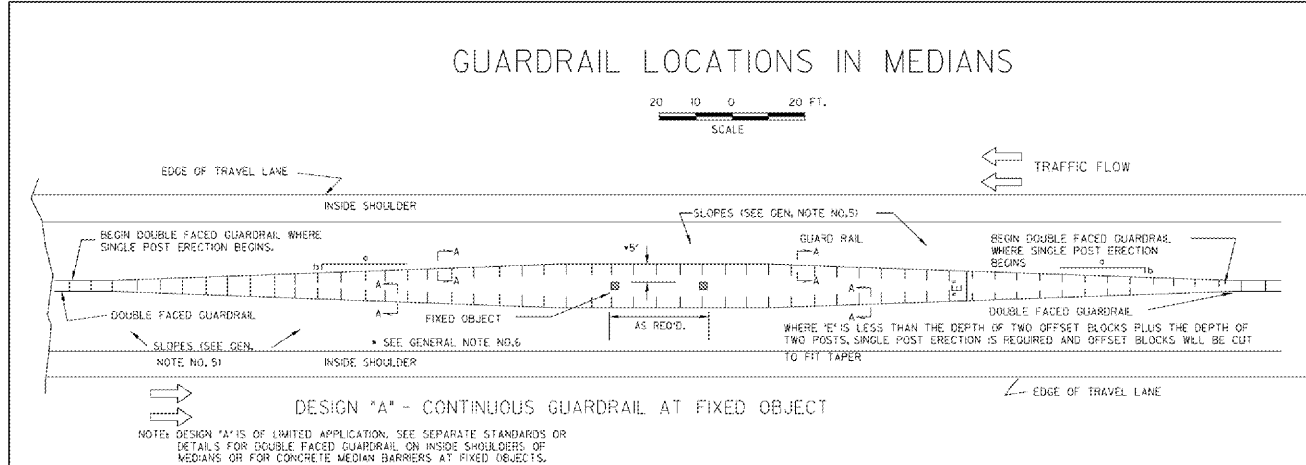 GUARDRAIL LOCATIONS IN MEDIANS
20 10 0 20 FT.
SCALE
EDGE OF TRAVEL LANE
TRAFFIC FLOW
INSIDE SHOULDER
SLOPES (SEE GEN. NOTE NO.5)
BEGIN DOUBLE FACED GUARDRAIL WHERE
SINGLE POST ERECTION BEGINS.
*5'
GUARD RAIL
A
A
BEGIN DOUBLE FACED GUARDRAIL
WHERE SINGLE POST ERECTION
BEGINS
b
a
a
b
A
A
A
A
"E"
DOUBLE FACED GUARDRAIL
FIXED OBJECT
AS REQ'D.
A
A
DOUBLE FACED GUARDRAIL
WHERE "E" IS LESS THAN THE DEPTH OF TWO OFFSET BLOCKS PLUS THE DEPTH OF
TWO POSTS, SINGLE POST ERECTION IS REQUIRED AND OFFSET BLOCKS WILL BE CUT
TO FIT TAPER
SLOPES (SEE GEN.
NOTE NO. 5)
* SEE GENERAL NOTE NO.6
INSIDE SHOULDER
EDGE OF TRAVEL LANE
DESIGN "A" - CONTINUOUS GUARDRAIL AT FIXED OBJECT
NOTE: DESIGN "A" IS OF LIMITED APPLICATION, SEE SEPARATE STANDARDS OR
DETAILS FOR DOUBLE FACED GUARDRAIL ON INSIDE SHOULDERS OF
MEDIANS OR FOR CONCRETE MEDIAN BARRIERS AT FIXED OBJECTS.